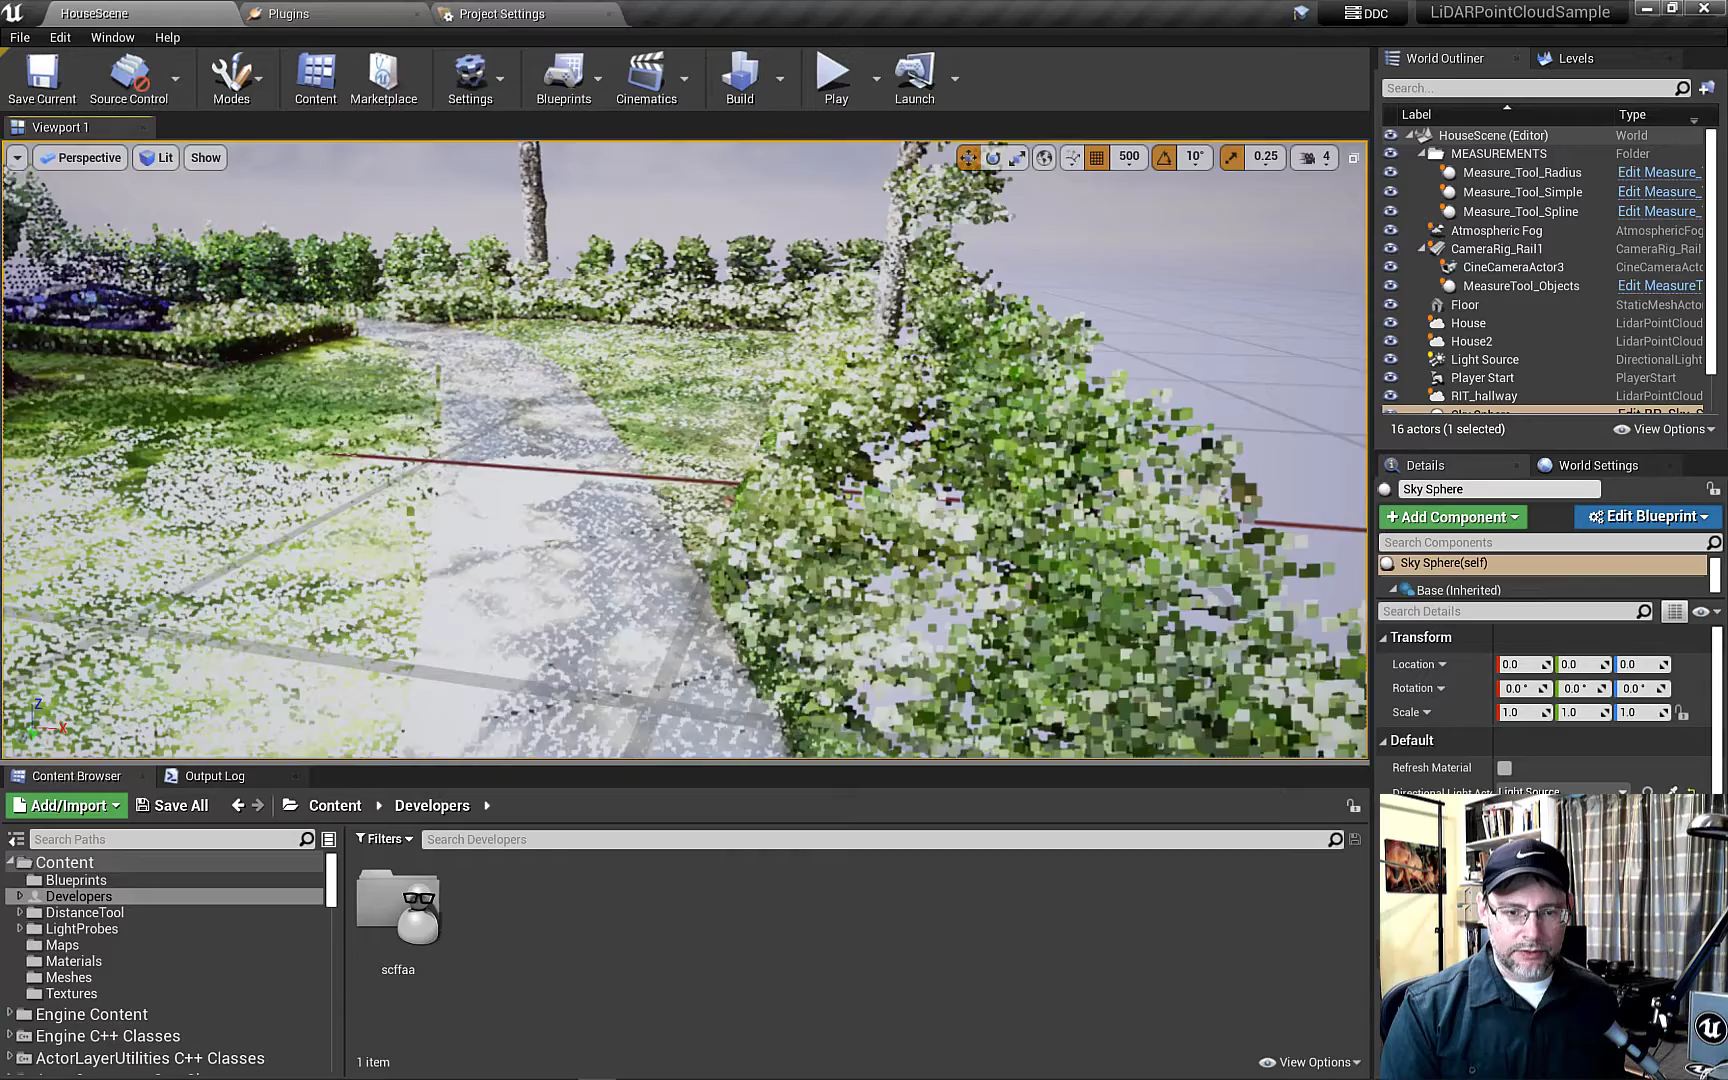 HouseScene
Plugins
Project Settings
DDC
LiDARPointCloudSample
File Edit Window Help
Save Current
Source Control
Modes
Content
Marketplace
Settings
Blueprints
Cinematics
Build
Play
Launch
Viewport 1
Perspective
Lit
Show
500
10°
0.25
4
World Outliner
Levels
Search...
Label Type
HouseScene (Editor) World
MEASUREMENTS Folder
Measure_Tool_Radius Edit Measure_
Measure_Tool_Simple Edit Measure_
Measure_Tool_Spline Edit Measure_
Atmospheric Fog AtmosphericFog
CameraRig_Rail1 CameraRig_Rail
CineCameraActor3 CineCameraActo
MeasureTool_Objects Edit MeasureT
Floor StaticMeshActo
House LidarPointCloud
House2 LidarPointCloud
Light Source DirectionalLight
Player Start PlayerStart
RIT_hallway LidarPointCloud
16 actors (1 selected)
View Options
Details
World Settings
Sky Sphere
+ Add Component
Edit Blueprint
Search Components
Sky Sphere(self)
Base (Inherited)
Search Details
Transform
Location 0.0 0.0 0.0
Rotation 0.0 ° 0.0 ° 0.0 °
Scale 1.0 1.0 1.0
Default
Refresh Material
Directional Light Act Light Source
Z
X
Content Browser
Output Log
Add/Import
Save All
Content
Developers
Search Paths
Filters
Search Developers
Content
Blueprints
Developers
DistanceTool
LightProbes
Maps
Materials
Meshes
Textures
Engine Content
Engine C++ Classes
ActorLayerUtilities C++ Classes
scffaa
1 item
View Options